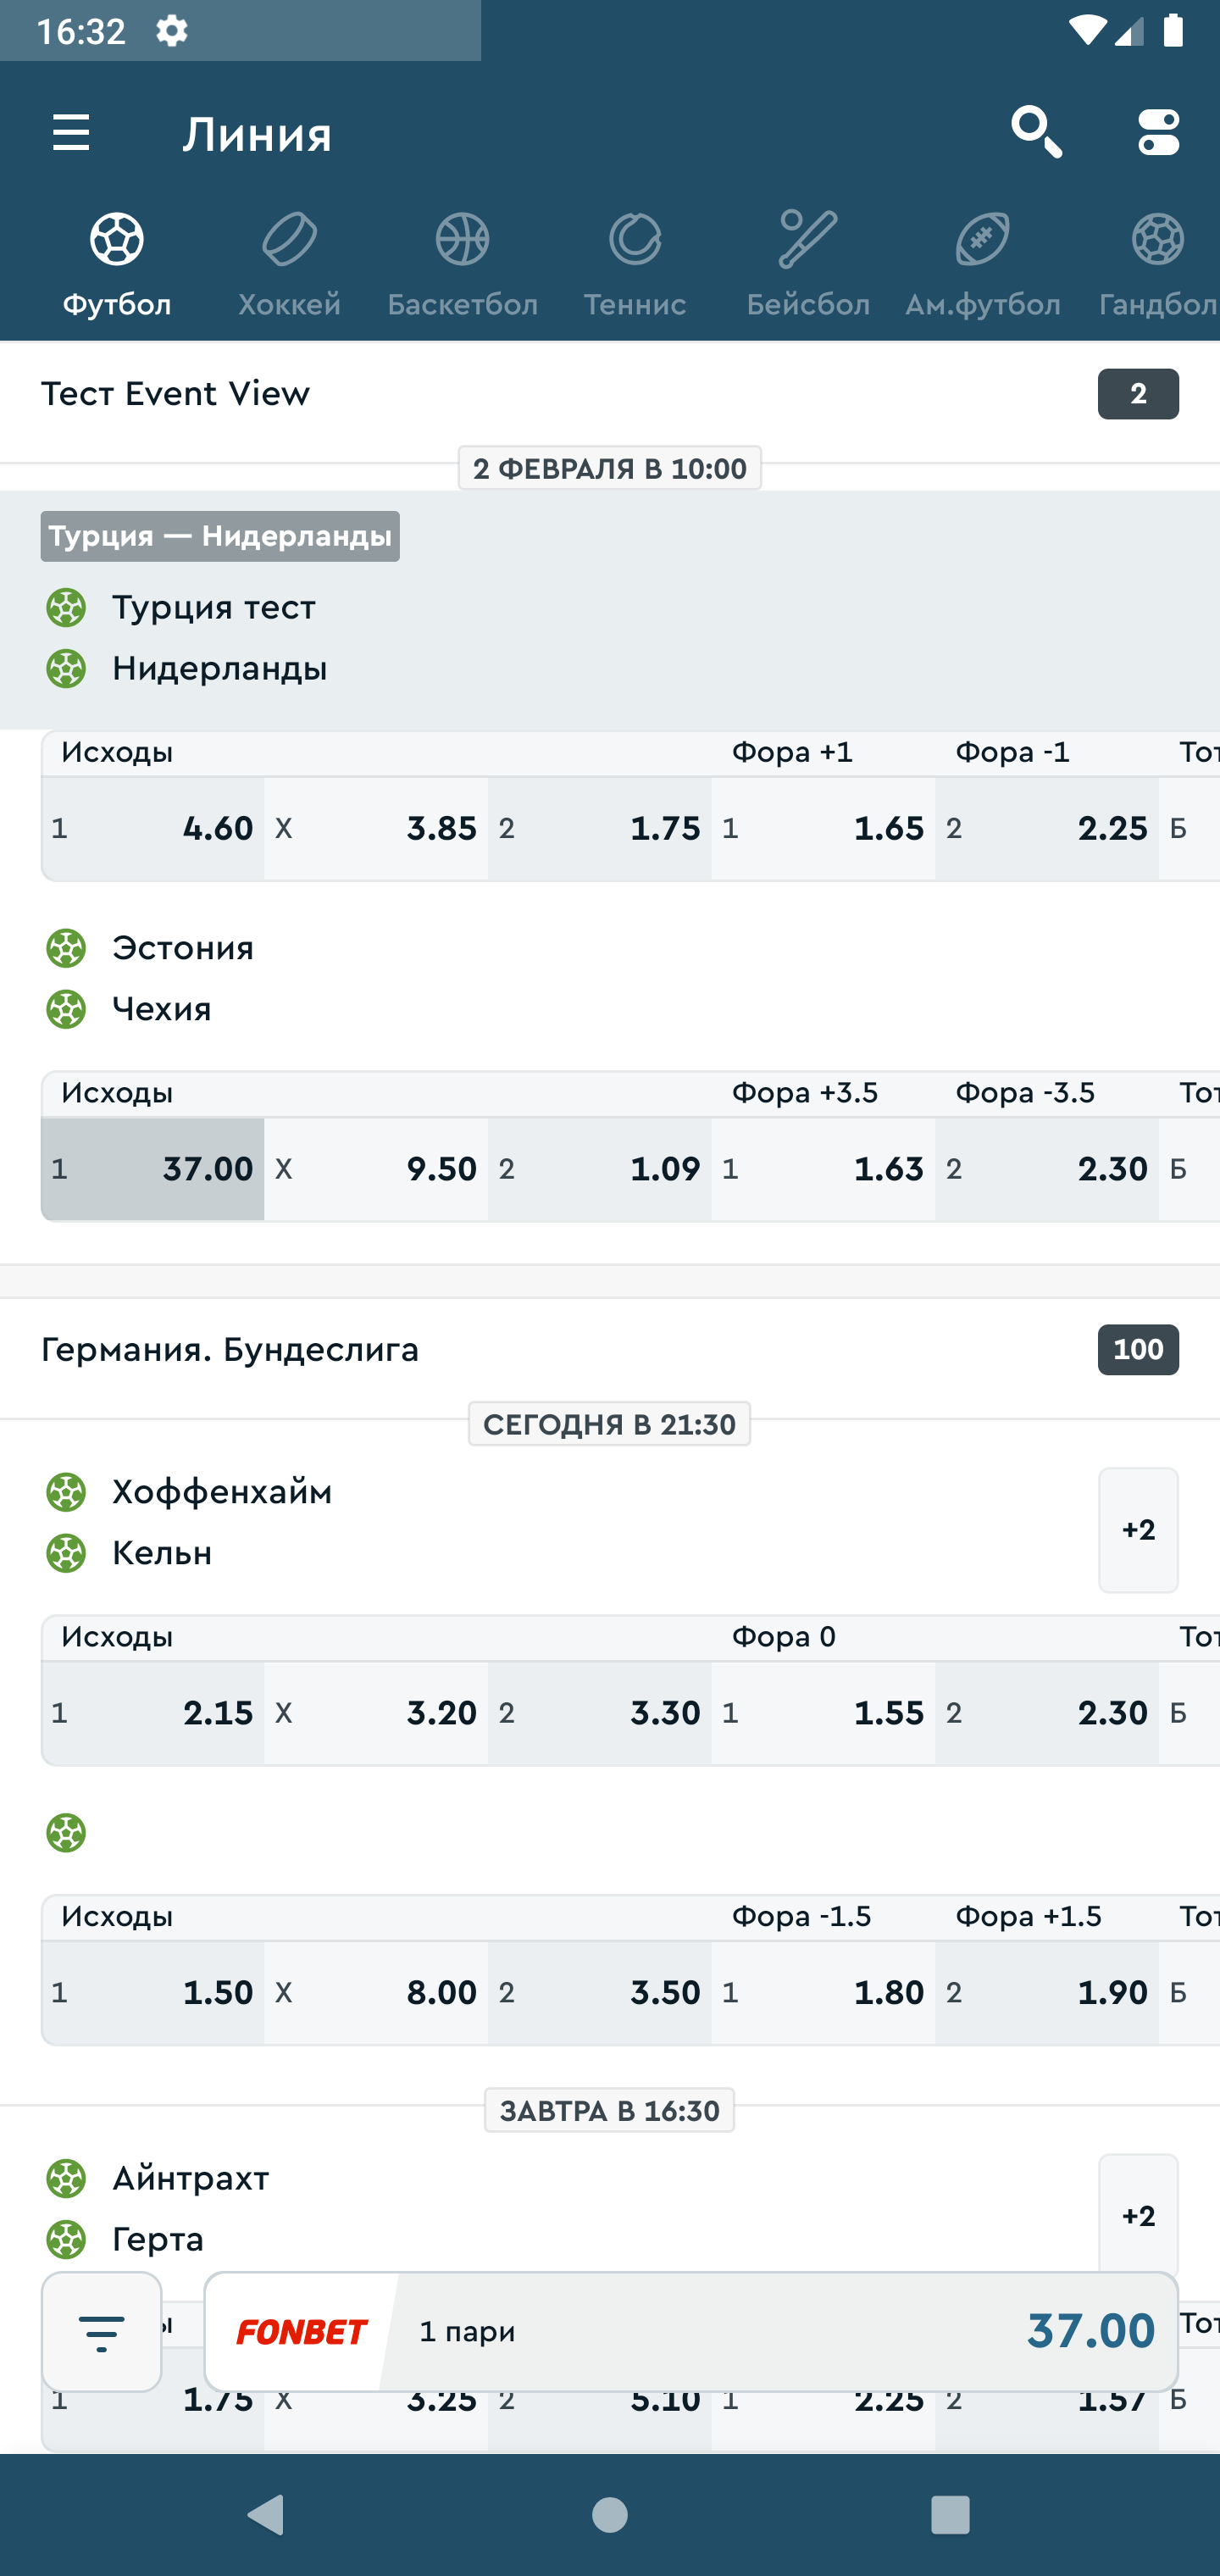 16:32
Линия
Футбол Хоккей Баскетбол Теннис Бейсбол Ам.футбол Гандбол
Тест Event View 2
2 ФЕВРАЛЯ В 10:00
Турция — Нидерланды
Турция тест
Нидерланды
Исходы Фора +1 Фора -1 Тот
1 4.60 X 3.85 2 1.75 1 1.65 2 2.25 Б
Эстония
Чехия
Исходы Фора +3.5 Фора -3.5 Тот
1 37.00 X 9.50 2 1.09 1 1.63 2 2.30 Б
Германия. Бундеслига 100
СЕГОДНЯ В 21:30
Хоффенхайм
+2
Кельн
Исходы Фора 0 Тот
1 2.15 X 3.20 2 3.30 1 1.55 2 2.30 Б
Исходы Фора -1.5 Фора +1.5 Тот
1 1.50 X 8.00 2 3.50 1 1.80 2 1.90 Б
ЗАВТРА В 16:30
Айнтрахт
+2
Герта
ы FONBET 1 пари 37.00 Тот
1 1.75 X 3.25 2 5.10 1 2.25 2 1.57 Б